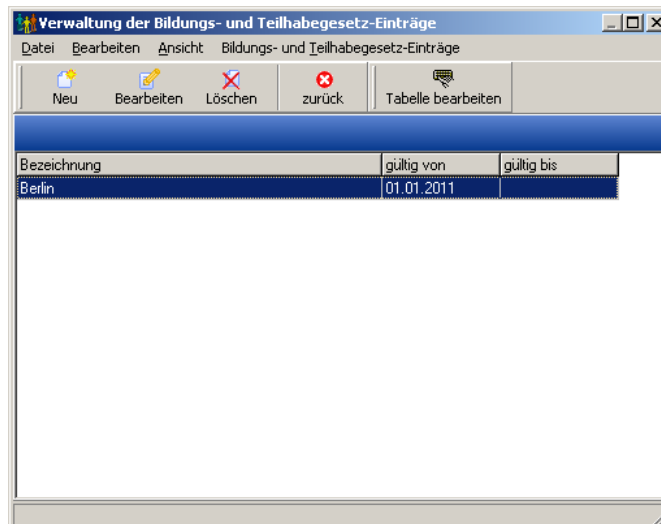 Verwaltung der Bildungs- und Teilhabegesetz-Einträge
Datei Bearbeiten Ansicht Bildungs- und Teilhabegesetz-Einträge
Neu Bearbeiten Löschen zurück Tabelle bearbeiten
Bezeichnung gültig von gültig bis
Berlin 01.01.2011